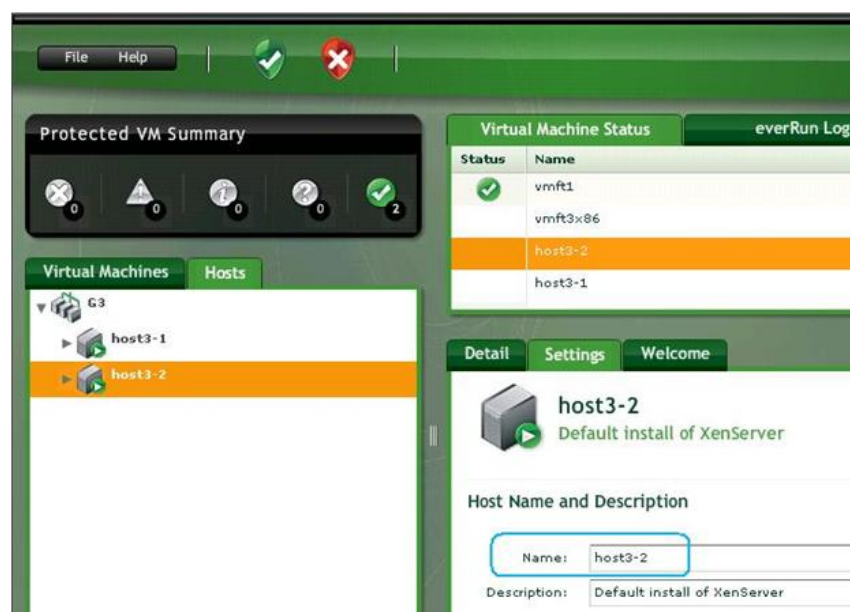 File Help
Protected VM Summary
0 0 0 0 2
Virtual Machines Hosts
G3
host3-1
host3-2
Virtual Machine Status everRun Log
Status Name
vmft1
vmft3x86
host3-2
host3-1
Detail Settings Welcome
host3-2
Default install of XenServer
Host Name and Description
Name: host3-2
Description: Default install of XenServer